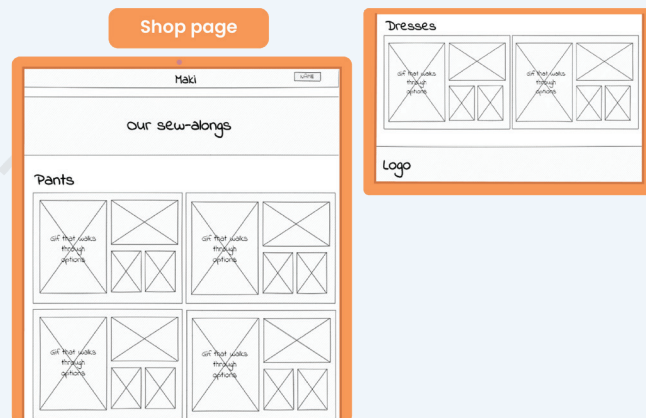 Shop page
Maki
Our sew-alongs
Pants
Gif that walks
through
options
Gif that walks
through
options
Gif that walks
through
options
Gif that walks
through
options
Dresses
Gif that walks
through
options
Gif that walks
through
options
Logo